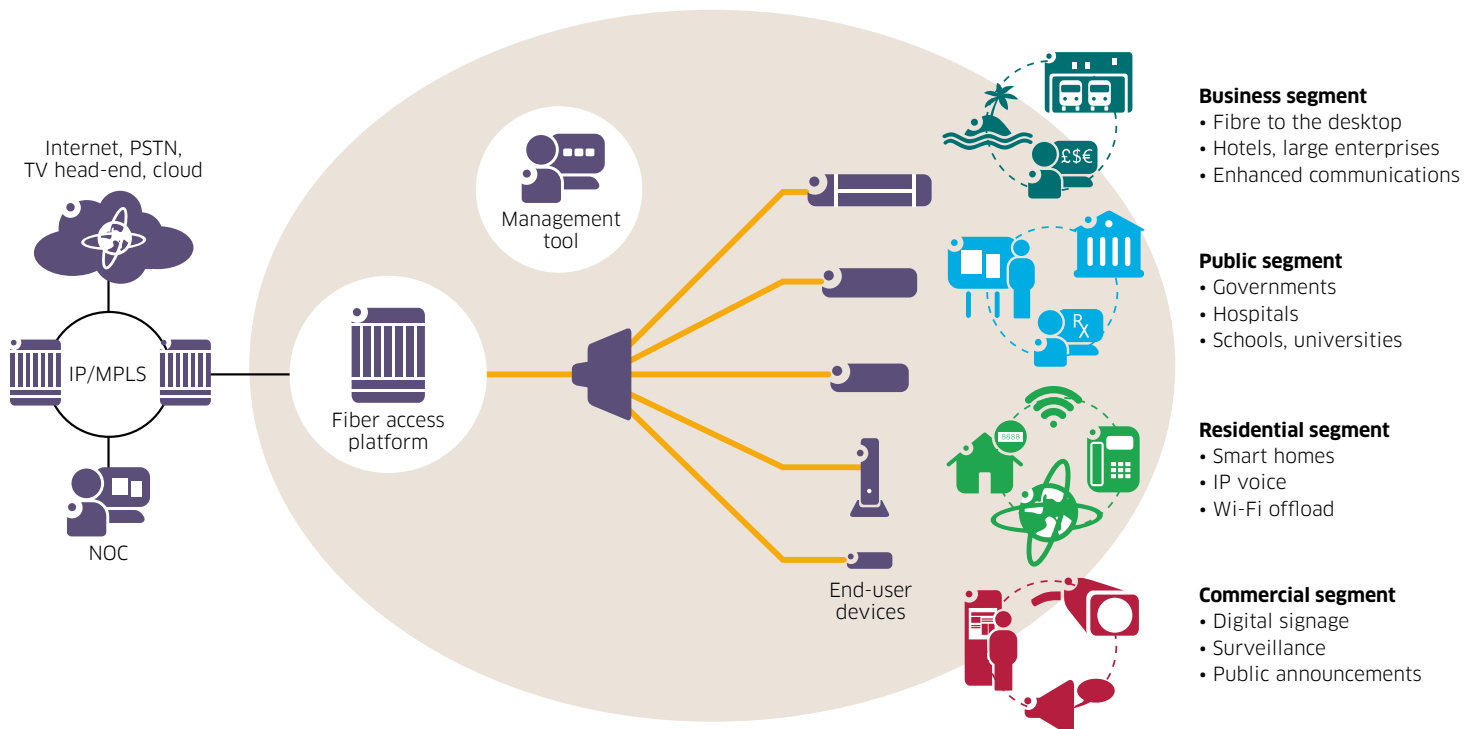 Internet, PSTN,
TV head-end, cloud
IP/MPLS
NOC
Management
tool
Fiber access
platform
End-user
devices
£$€
Rx
8888
Business segment
• Fibre to the desktop
• Hotels, large enterprises
• Enhanced communications
Public segment
• Governments
• Hospitals
• Schools, universities
Residential segment
• Smart homes
• IP voice
• Wi-Fi offload
Commercial segment
• Digital signage
• Surveillance
• Public announcements